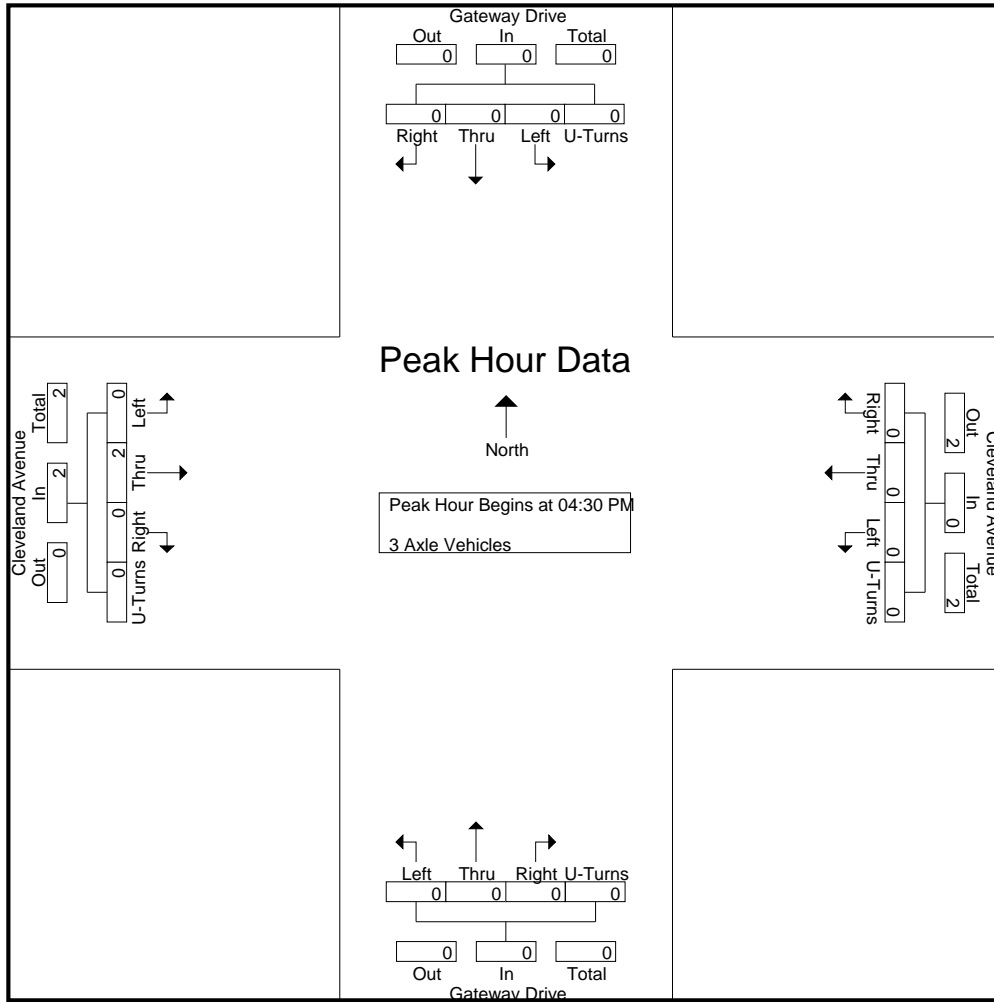 Gateway Drive
Out In Total
0 0 0
0 0 0 0
Right Thru Left U-Turns
Peak Hour Data
North
Peak Hour Begins at 04:30 PM
3 Axle Vehicles
Cleveland Avenue
Total In Out
2 2 0
0 2 0 0
Left Thru Right U-Turns
Cleveland Avenue
Out In Total
2 0 2
0 0 0 0
Right Thru Left U-Turns
Left Thru Right U-Turns
0 0 0 0
0 0 0
Out In Total
Gateway Drive